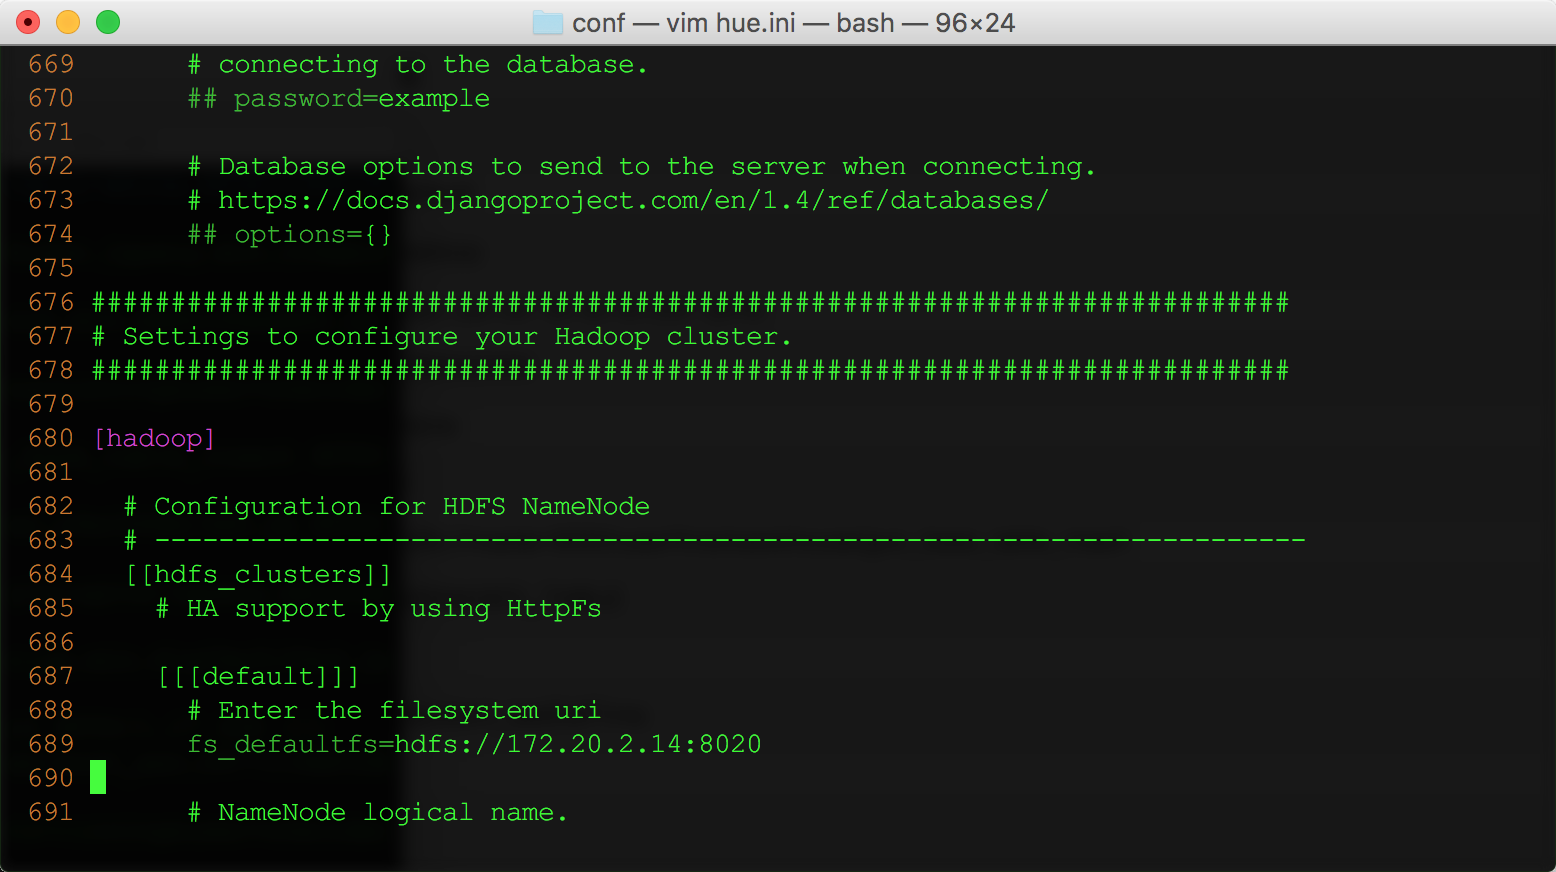 conf — vim hue.ini — bash — 96×24
669       # connecting to the database.
670       ## password=example
671
672       # Database options to send to the server when connecting.
673       # https://docs.djangoproject.com/en/1.4/ref/databases/
674       ## options={}
675
676 ###########################################################################
677 # Settings to configure your Hadoop cluster.
678 ###########################################################################
679
680 [hadoop]
681
682   # Configuration for HDFS NameNode
683   # ------------------------------------------------------------------------
684   [[hdfs_clusters]]
685     # HA support by using HttpFs
686
687     [[[default]]]
688       # Enter the filesystem uri
689       fs_defaultfs=hdfs://172.20.2.14:8020
690
691       # NameNode logical name.